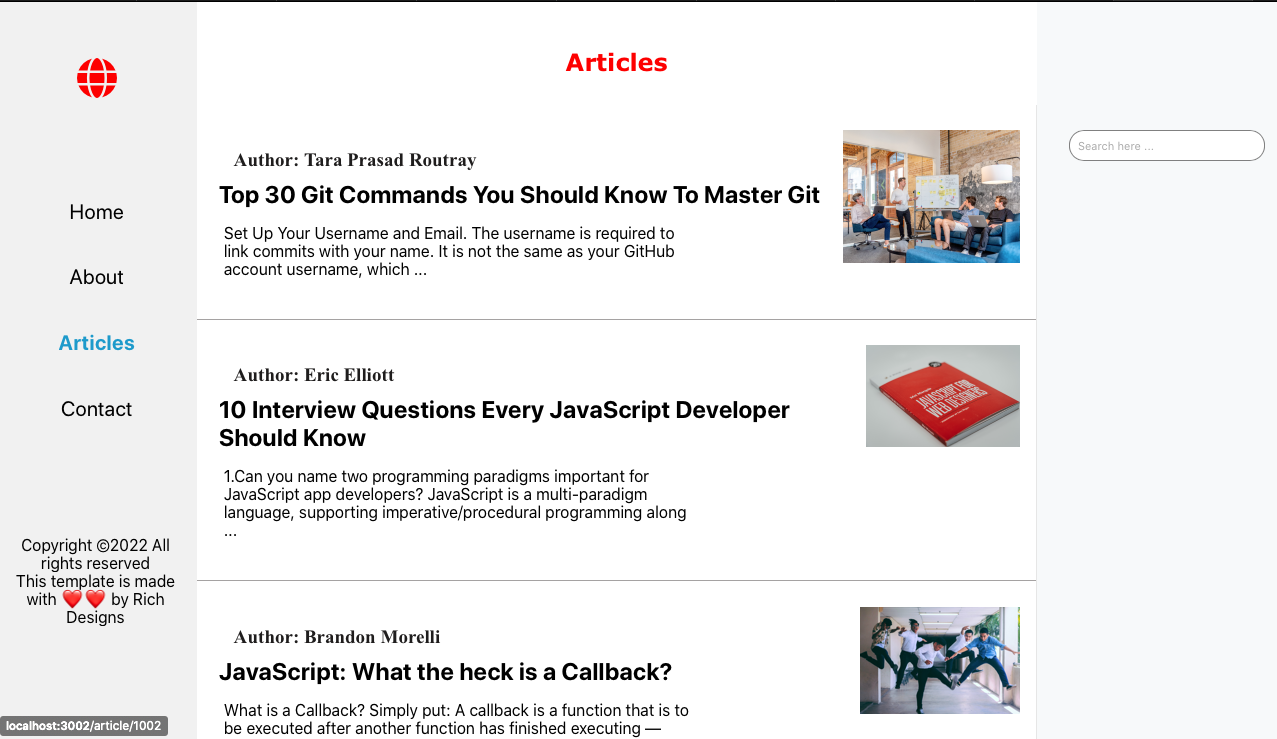 Articles
Search here ...
Home
About
Articles
Contact
Copyright ©2022 All
rights reserved
This template is made
with ❤️❤️ by Rich
Designs
Author: Tara Prasad Routray
Top 30 Git Commands You Should Know To Master Git
Set Up Your Username and Email. The username is required to
link commits with your name. It is not the same as your GitHub
account username, which ...
Author: Eric Elliott
10 Interview Questions Every JavaScript Developer
Should Know
1.Can you name two programming paradigms important for
JavaScript app developers? JavaScript is a multi-paradigm
language, supporting imperative/procedural programming along
...
JAVASCRIPT FOR
WEB DESIGNERS
Author: Brandon Morelli
JavaScript: What the heck is a Callback?
What is a Callback? Simply put: A callback is a function that is to
be executed after another function has finished executing —
localhost:3002/article/1002